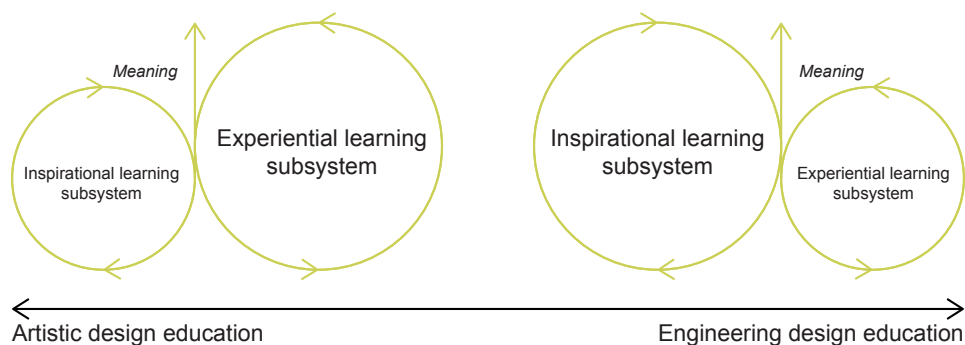 Meaning
Inspirational learning
subsystem
Experiential learning
subsystem
Inspirational learning
subsystem
Meaning
Experiential learning
subsystem
Artistic design education
Engineering design education